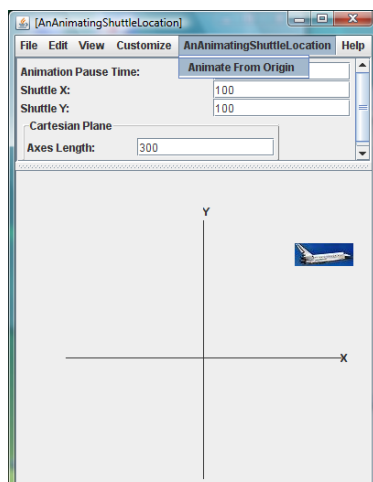 [AnAnimatingShuttleLocation]
File Edit View Customize AnAnimatingShuttleLocation Help
Animation Pause Time: Animate From Origin
Shuttle X: 100
Shuttle Y: 100
Cartesian Plane
Axes Length: 300
Y
X